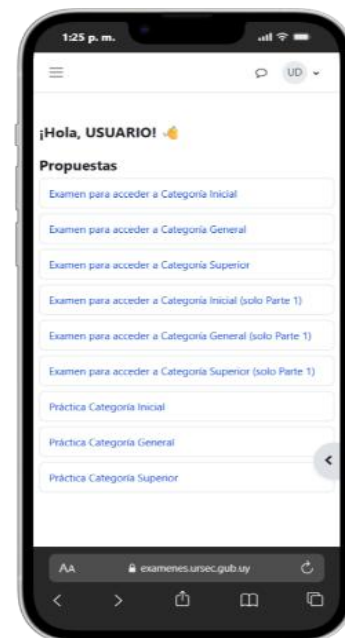 1:25 p. m.
UD
¡Hola, USUARIO!
Propuestas
Examen para acceder a Categoría Inicial
Examen para acceder a Categoría General
Examen para acceder a Categoría Superior
Examen para acceder a Categoría Inicial (solo Parte 1)
Examen para acceder a Categoría General (solo Parte 1)
Examen para acceder a Categoría Superior (solo Parte 1)
Práctica Categoría Inicial
Práctica Categoría General
Práctica Categoría Superior
AA examenes.ursec.gub.uy